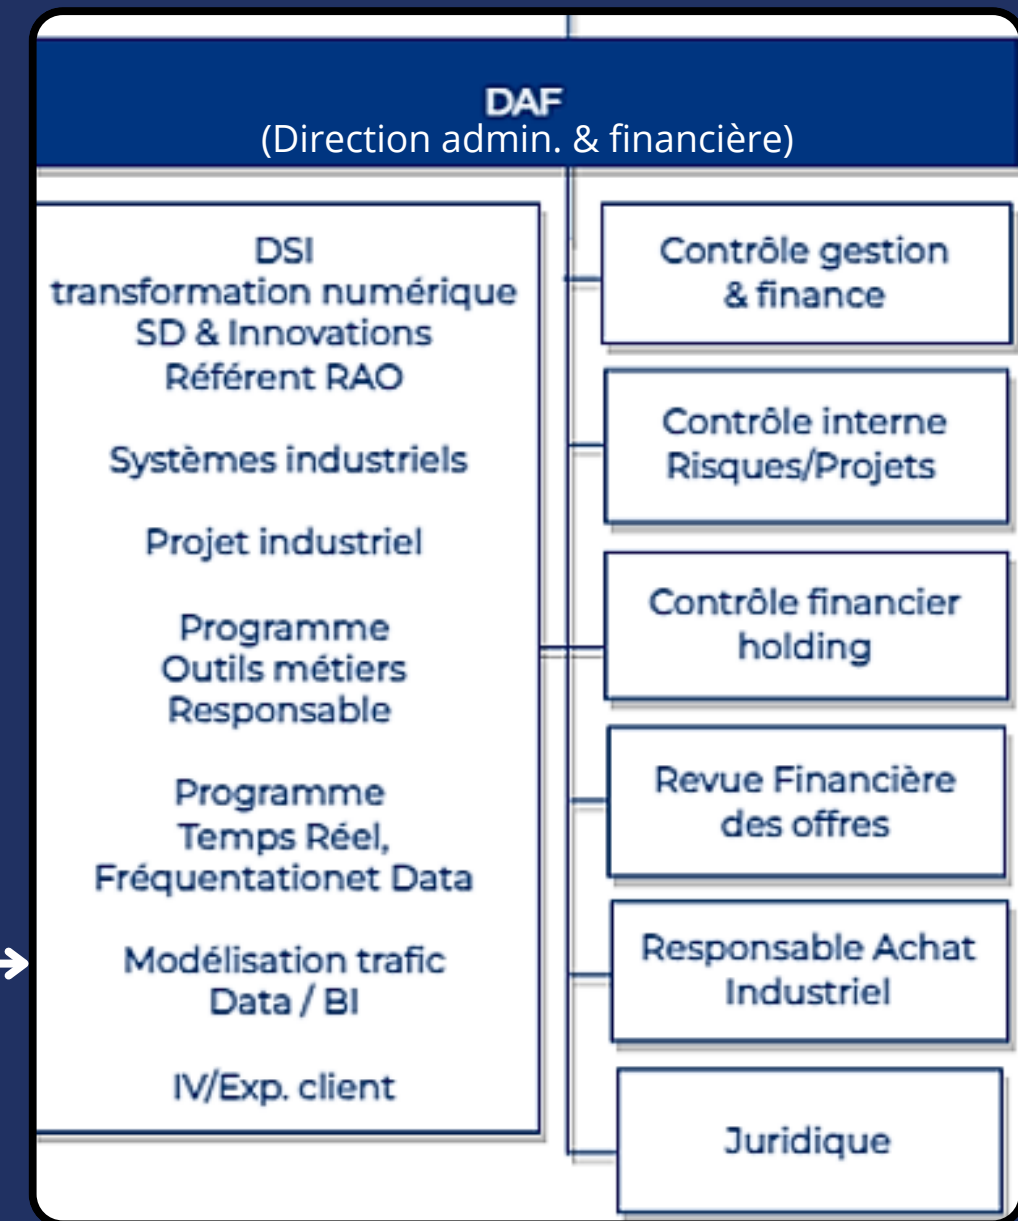 DAF
(Direction admin. & financière)
DSI
transformation numérique
SD & Innovations
Référent RAO
Systèmes industriels
Projet industriel
Programme
Outils métiers
Responsable
Programme
Temps Réel,
Fréquentationet Data
Modélisation trafic
Data / BI
IV/Exp. client
Contrôle gestion
& finance
Contrôle interne
Risques/Projets
Contrôle financier
holding
Revue Financière
des offres
Responsable Achat
Industriel
Juridique